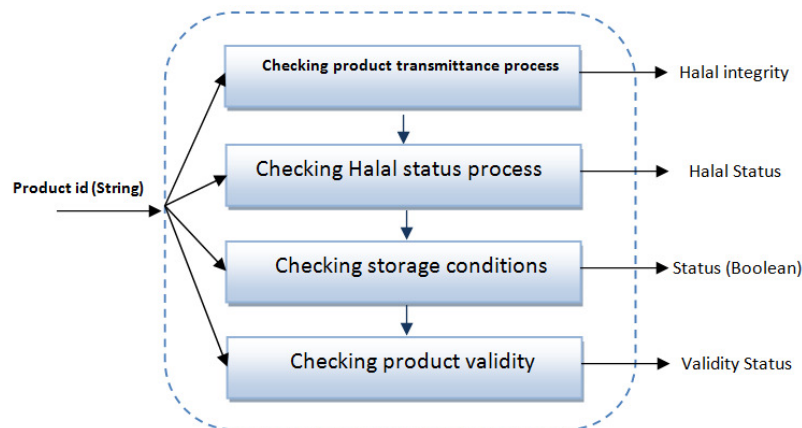 Checking product transmittance process
Halal integrity
Checking Halal status process
Halal Status
Product id (String)
Checking storage conditions
Status (Boolean)
Checking product validity
Validity Status